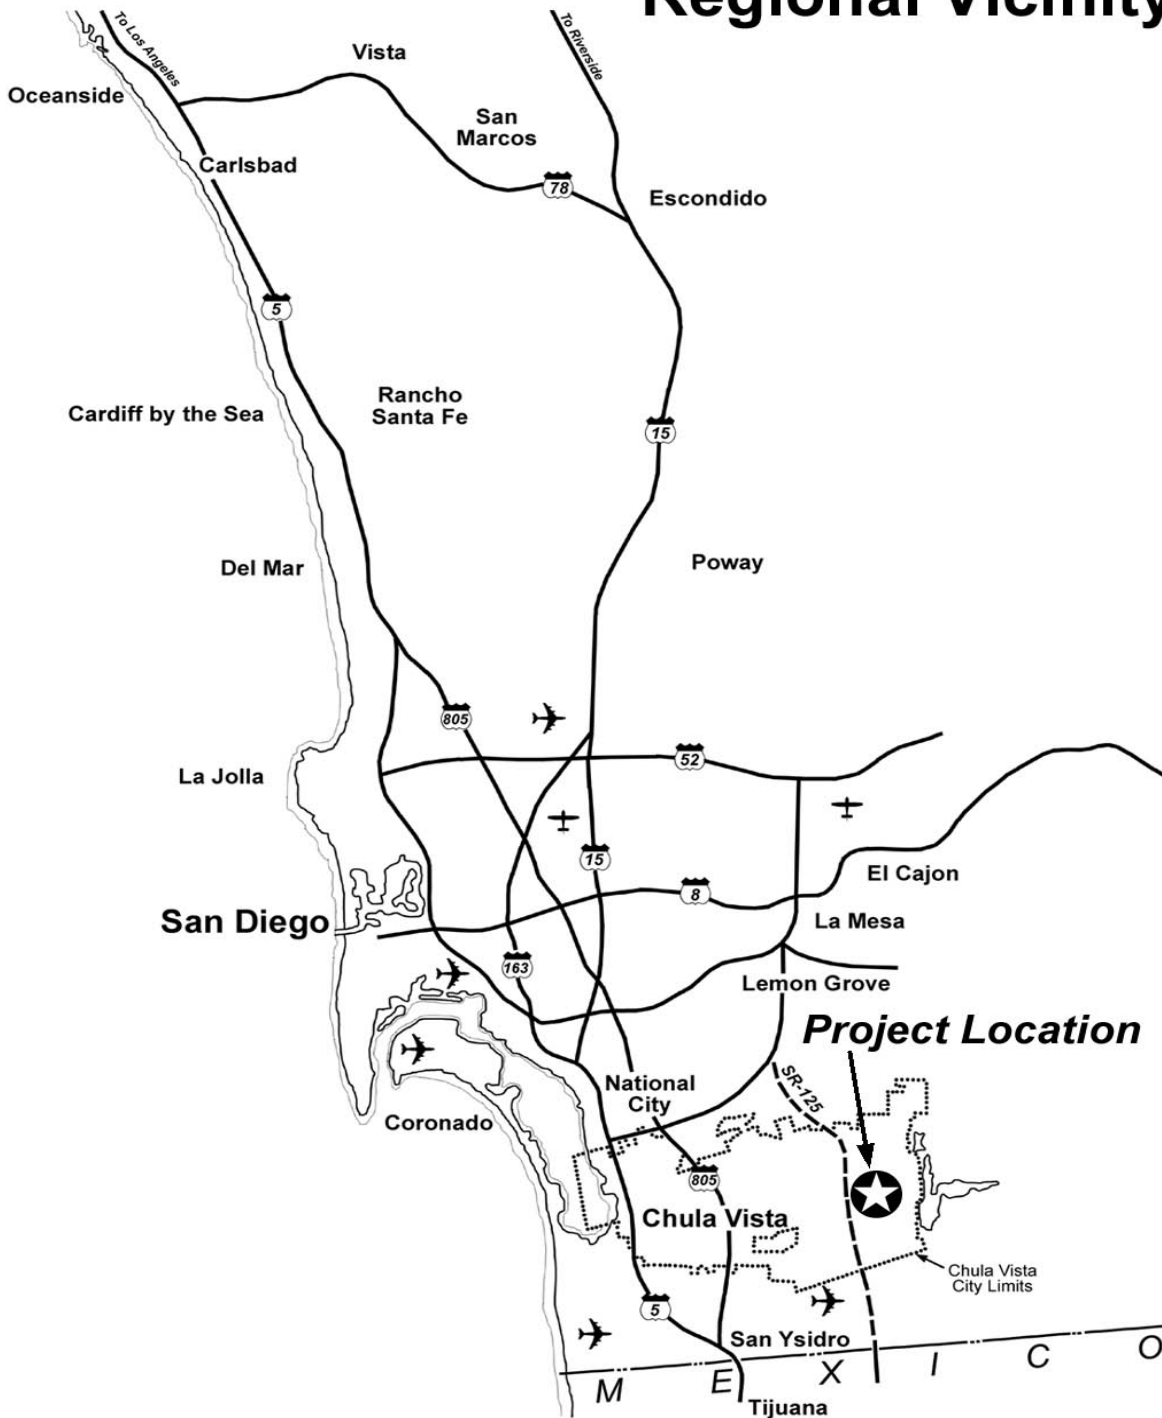 Regional Vicinity
To Los Angeles
To Riverside
Vista
Oceanside
San
Marcos
Carlsbad
78
Escondido
5
Rancho
Santa Fe
Cardiff by the Sea
15
Del Mar
Poway
805
52
La Jolla
15
El Cajon
8
San Diego
La Mesa
163
Lemon Grove
Project Location
SR-125
National
City
Coronado
805
Chula Vista
Chula Vista
City Limits
5
San Ysidro
M E X I C O
Tijuana